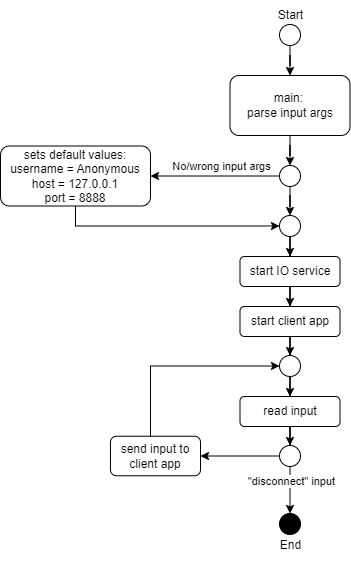 Start
main:
parse input args
No/wrong input args
sets default values:
username = Anonymous
host = 127.0.0.1
port = 8888
start IO service
start client app
read input
send input to
client app
"disconnect" input
End